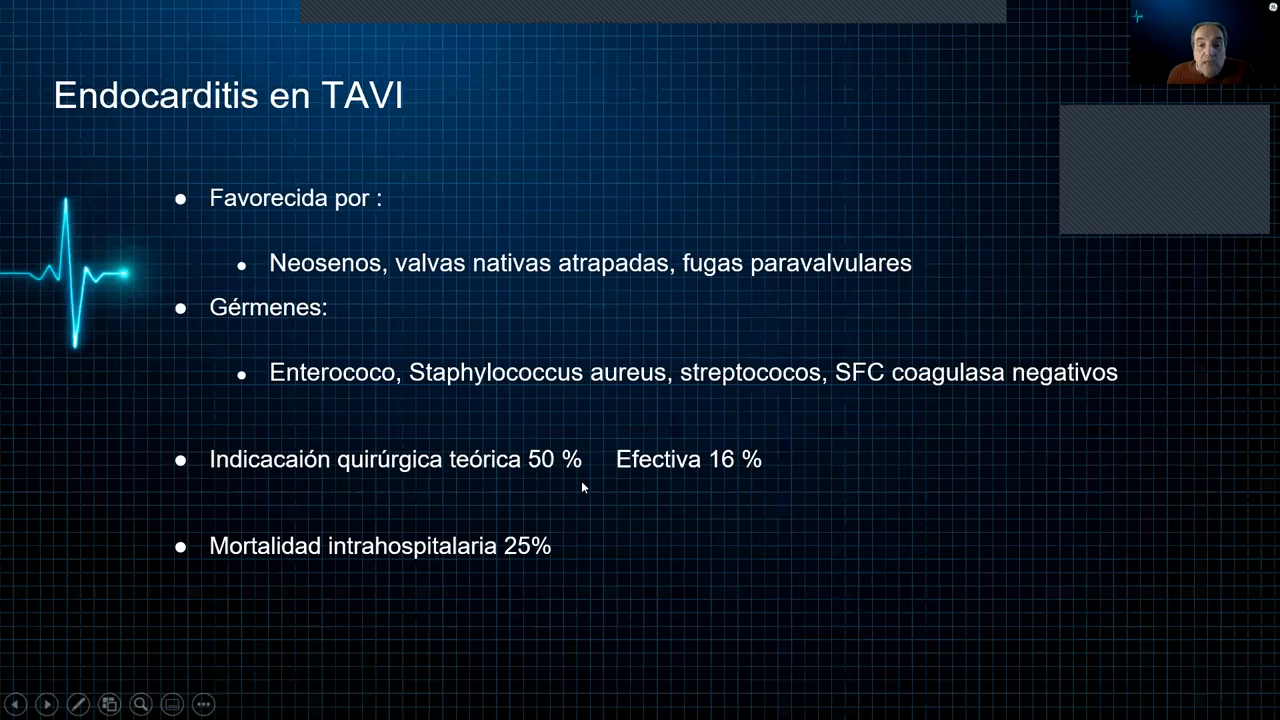 Endocarditis en TAVI
Favorecida por :
Neosenos, valvas nativas atrapadas, fugas paravalvulares
Gérmenes:
Enterococo, Staphylococcus aureus, streptococos, SFC coagulasa negativos
Indicacaión quirúrgica teórica 50 % Efectiva 16 %
Mortalidad intrahospitalaria 25%